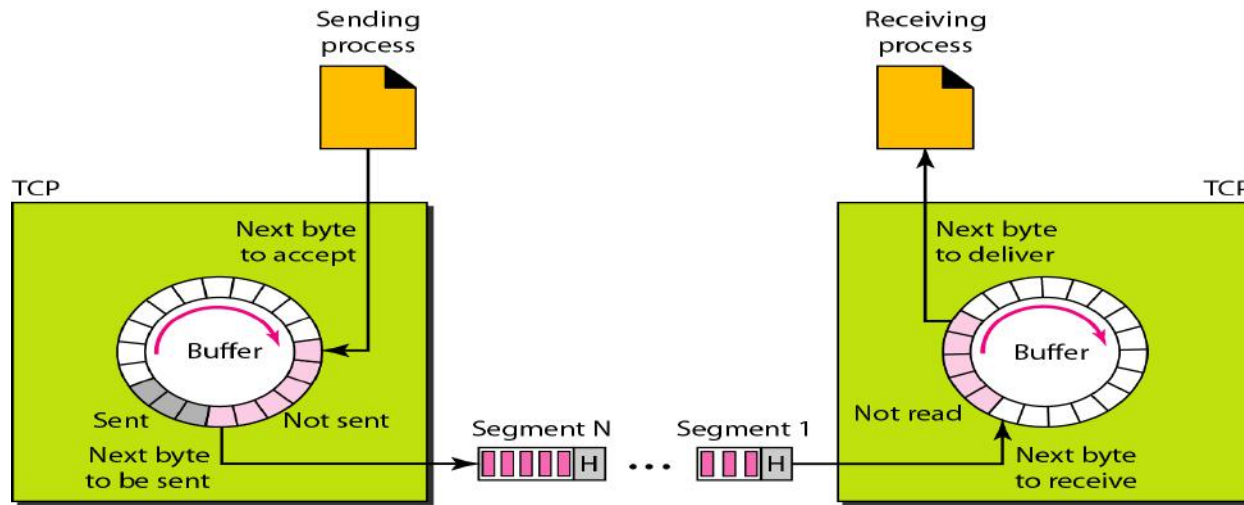 Sending
process
Receiving
process
TCP
TCP
Next byte
to accept
Next byte
to deliver
Buffer
Buffer
Sent
Not sent
Not read
Next byte
to be sent
Segment N
Segment 1
H
...
H
Next byte
to receive